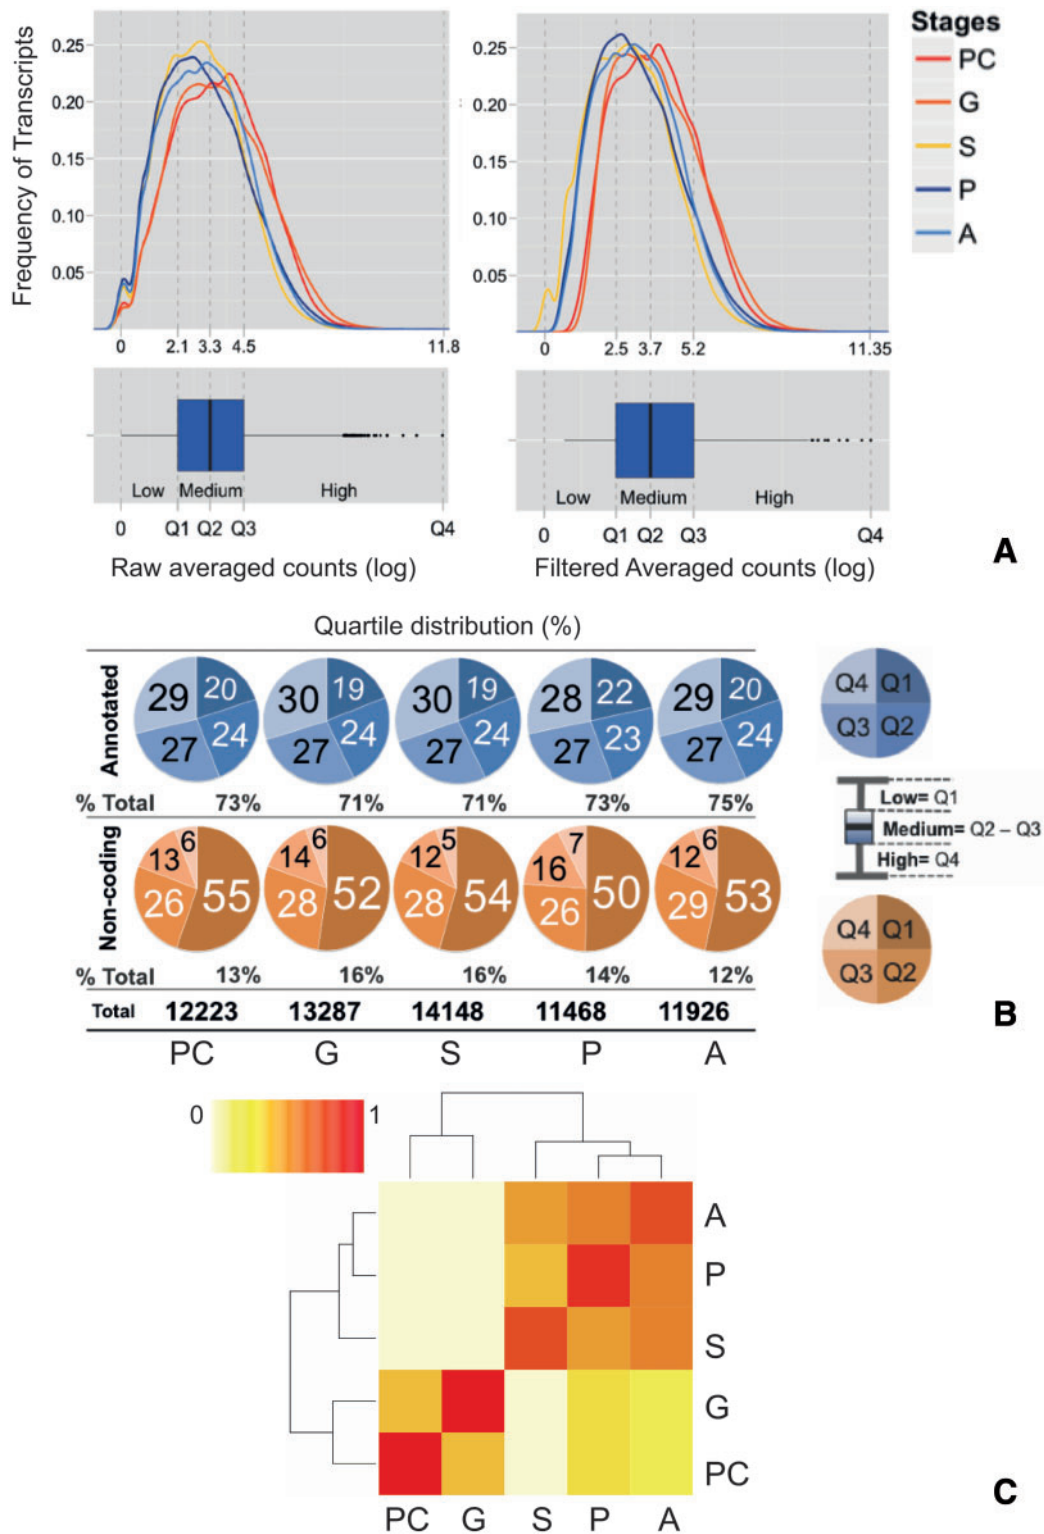 Frequency of Transcripts
0.25
0.20
0.15
0.10
0.05
0 2.1 3.3 4.5 11.8
Low Medium High
0 Q1 Q2 Q3 Q4
Raw averaged counts (log)
0.25
0.20
0.15
0.10
0.05
0 2.5 3.7 5.2 11.35
Low Medium High
0 Q1 Q2 Q3 Q4
Filtered Averaged counts (log)
Stages
PC
G
S
P
A
A
Quartile distribution (%)
Annotated
29 20 24 27
30 19 24 27
30 19 24 27
28 22 23 27
29 20 24 27
% Total 73% 71% 71% 73% 75%
Non-coding
6 13 26 55
6 14 28 52
5 12 28 54
7 16 26 50
6 12 29 53
% Total 13% 16% 16% 14% 12%
Total 12223 13287 14148 11468 11926
PC G S P A
Q4 Q1
Q3 Q2
Low= Q1
Medium= Q2 – Q3
High= Q4
Q4 Q1
Q3 Q2
B
0 1
A
P
S
G
PC
PC G S P A
C